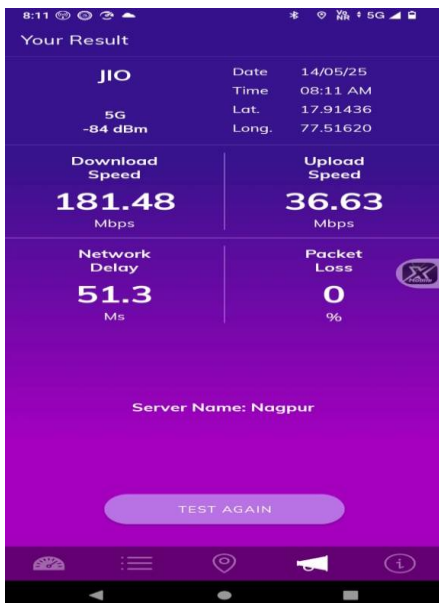 8:11 5G
Your Result
JIO
5G
-84 dBm
Date 14/05/25
Time 08:11 AM
Lat. 17.91436
Long. 77.51620
Download
Speed
181.48
Mbps
Upload
Speed
36.63
Mbps
Network
Delay
51.3
Ms
Packet
Loss
0
%
Server Name: Nagpur
TEST AGAIN